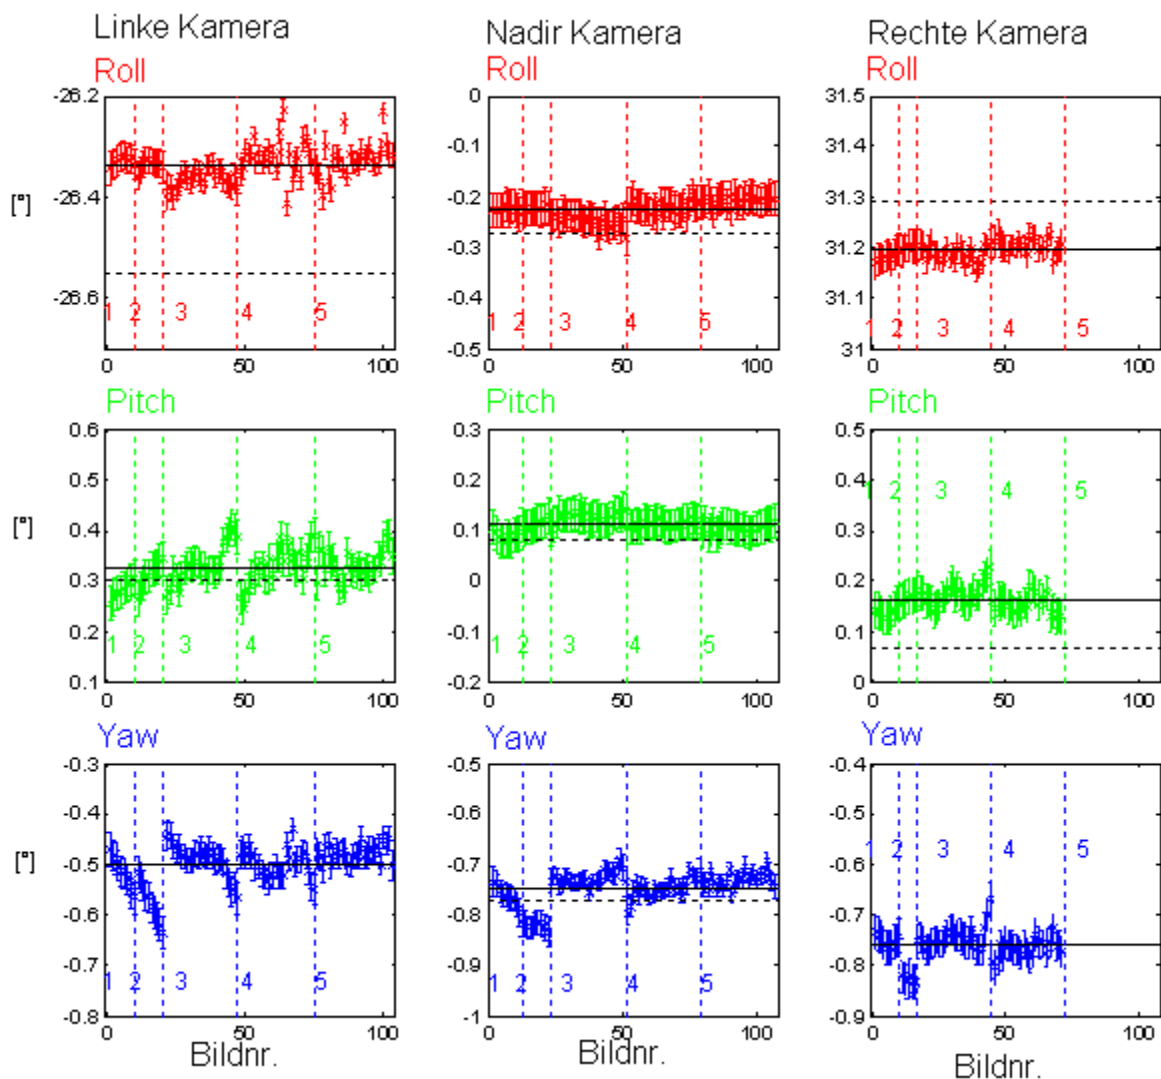 Linke Kamera Nadir Kamera Rechte Kamera
Roll Roll Roll
-26.2 0 31.5
-0.1 31.4
[°] -26.4 -0.2 31.3
-0.3 31.2
-26.6 -0.4 31.1
1 2 3 4 5 1 2 3 4 5 1 2 3 4 5
-0.5 31
0 50 100 0 50 100 0 50 100
Pitch Pitch Pitch
0.6 0.3 0.5
0.5 0.2 0.4
1 2 3 4 5
[°] 0.4 0.1 0.3
0.3 0 0.2
0.2 -0.1 0.1
1 2 3 4 5 1 2 3 4 5
0.1 -0.2 0
0 50 100 0 50 100 0 50 100
Yaw Yaw Yaw
-0.3 -0.5 -0.4
-0.4 -0.6 -0.5
1 2 3 4 5
[°] -0.5 -0.7 -0.6
-0.6 -0.8 -0.7
-0.7 -0.9 -0.8
1 2 3 4 5 1 2 3 4 5
-0.8 -1 -0.9
0 50 100 0 50 100 0 50 100
Bildnr. Bildnr. Bildnr.